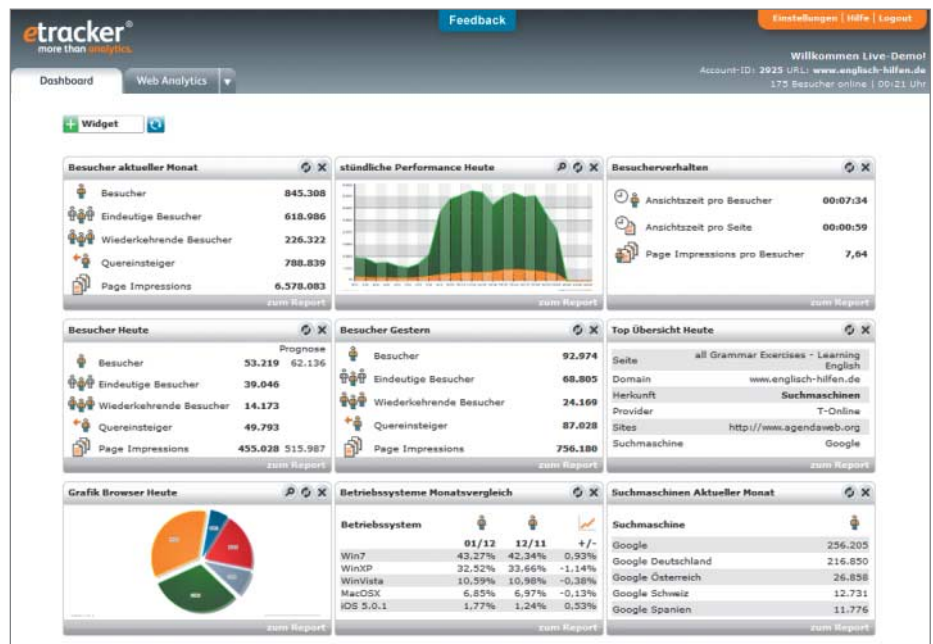 etracker®
more than analytics.
Feedback
Einstellungen | Hilfe | Logout
Willkommen Live-Demo!
Account-ID: 2925 URL: www.englisch-hilfen.de
175 Besucher online | 00:21 Uhr
Dashboard
Web Analytics
Widget
Besucher aktueller Monat
Besucher 845.308
Eindeutige Besucher 618.986
Wiederkehrende Besucher 226.322
Quereinsteiger 788.839
Page Impressions 6.578.083
zum Report
stündliche Performance Heute
zum Report
Besucherverhalten
Ansichtszeit pro Besucher 00:07:34
Ansichtszeit pro Seite 00:00:59
Page Impressions pro Besucher 7,64
zum Report
Besucher Heute
Prognose
Besucher 53.219 62.136
Eindeutige Besucher 39.046
Wiederkehrende Besucher 14.173
Quereinsteiger 49.793
Page Impressions 455.028 515.987
zum Report
Besucher Gestern
Besucher 92.974
Eindeutige Besucher 68.805
Wiederkehrende Besucher 24.169
Quereinsteiger 87.028
Page Impressions 756.180
zum Report
Top Übersicht Heute
Seite all Grammar Exercises - Learning
English
Domain www.englisch-hilfen.de
Herkunft Suchmaschinen
Provider T-Online
Sites http://www.agendaweb.org
Suchmaschine Google
zum Report
Grafik Browser Heute
zum Report
Betriebssysteme Monatsvergleich
Betriebssystem
01/12 12/11 +/-
Win7 43,27% 42,34% 0,93%
WinXP 32,52% 33,66% -1,14%
WinVista 10,59% 10,98% -0,38%
MacOSX 6,85% 6,97% -0,13%
iOS 5.0.1 1,77% 1,24% 0,53%
zum Report
Suchmaschinen Aktueller Monat
Suchmaschine
Google 256.205
Google Deutschland 216.850
Google Österreich 26.858
Google Schweiz 12.731
Google Spanien 11.776
zum Report